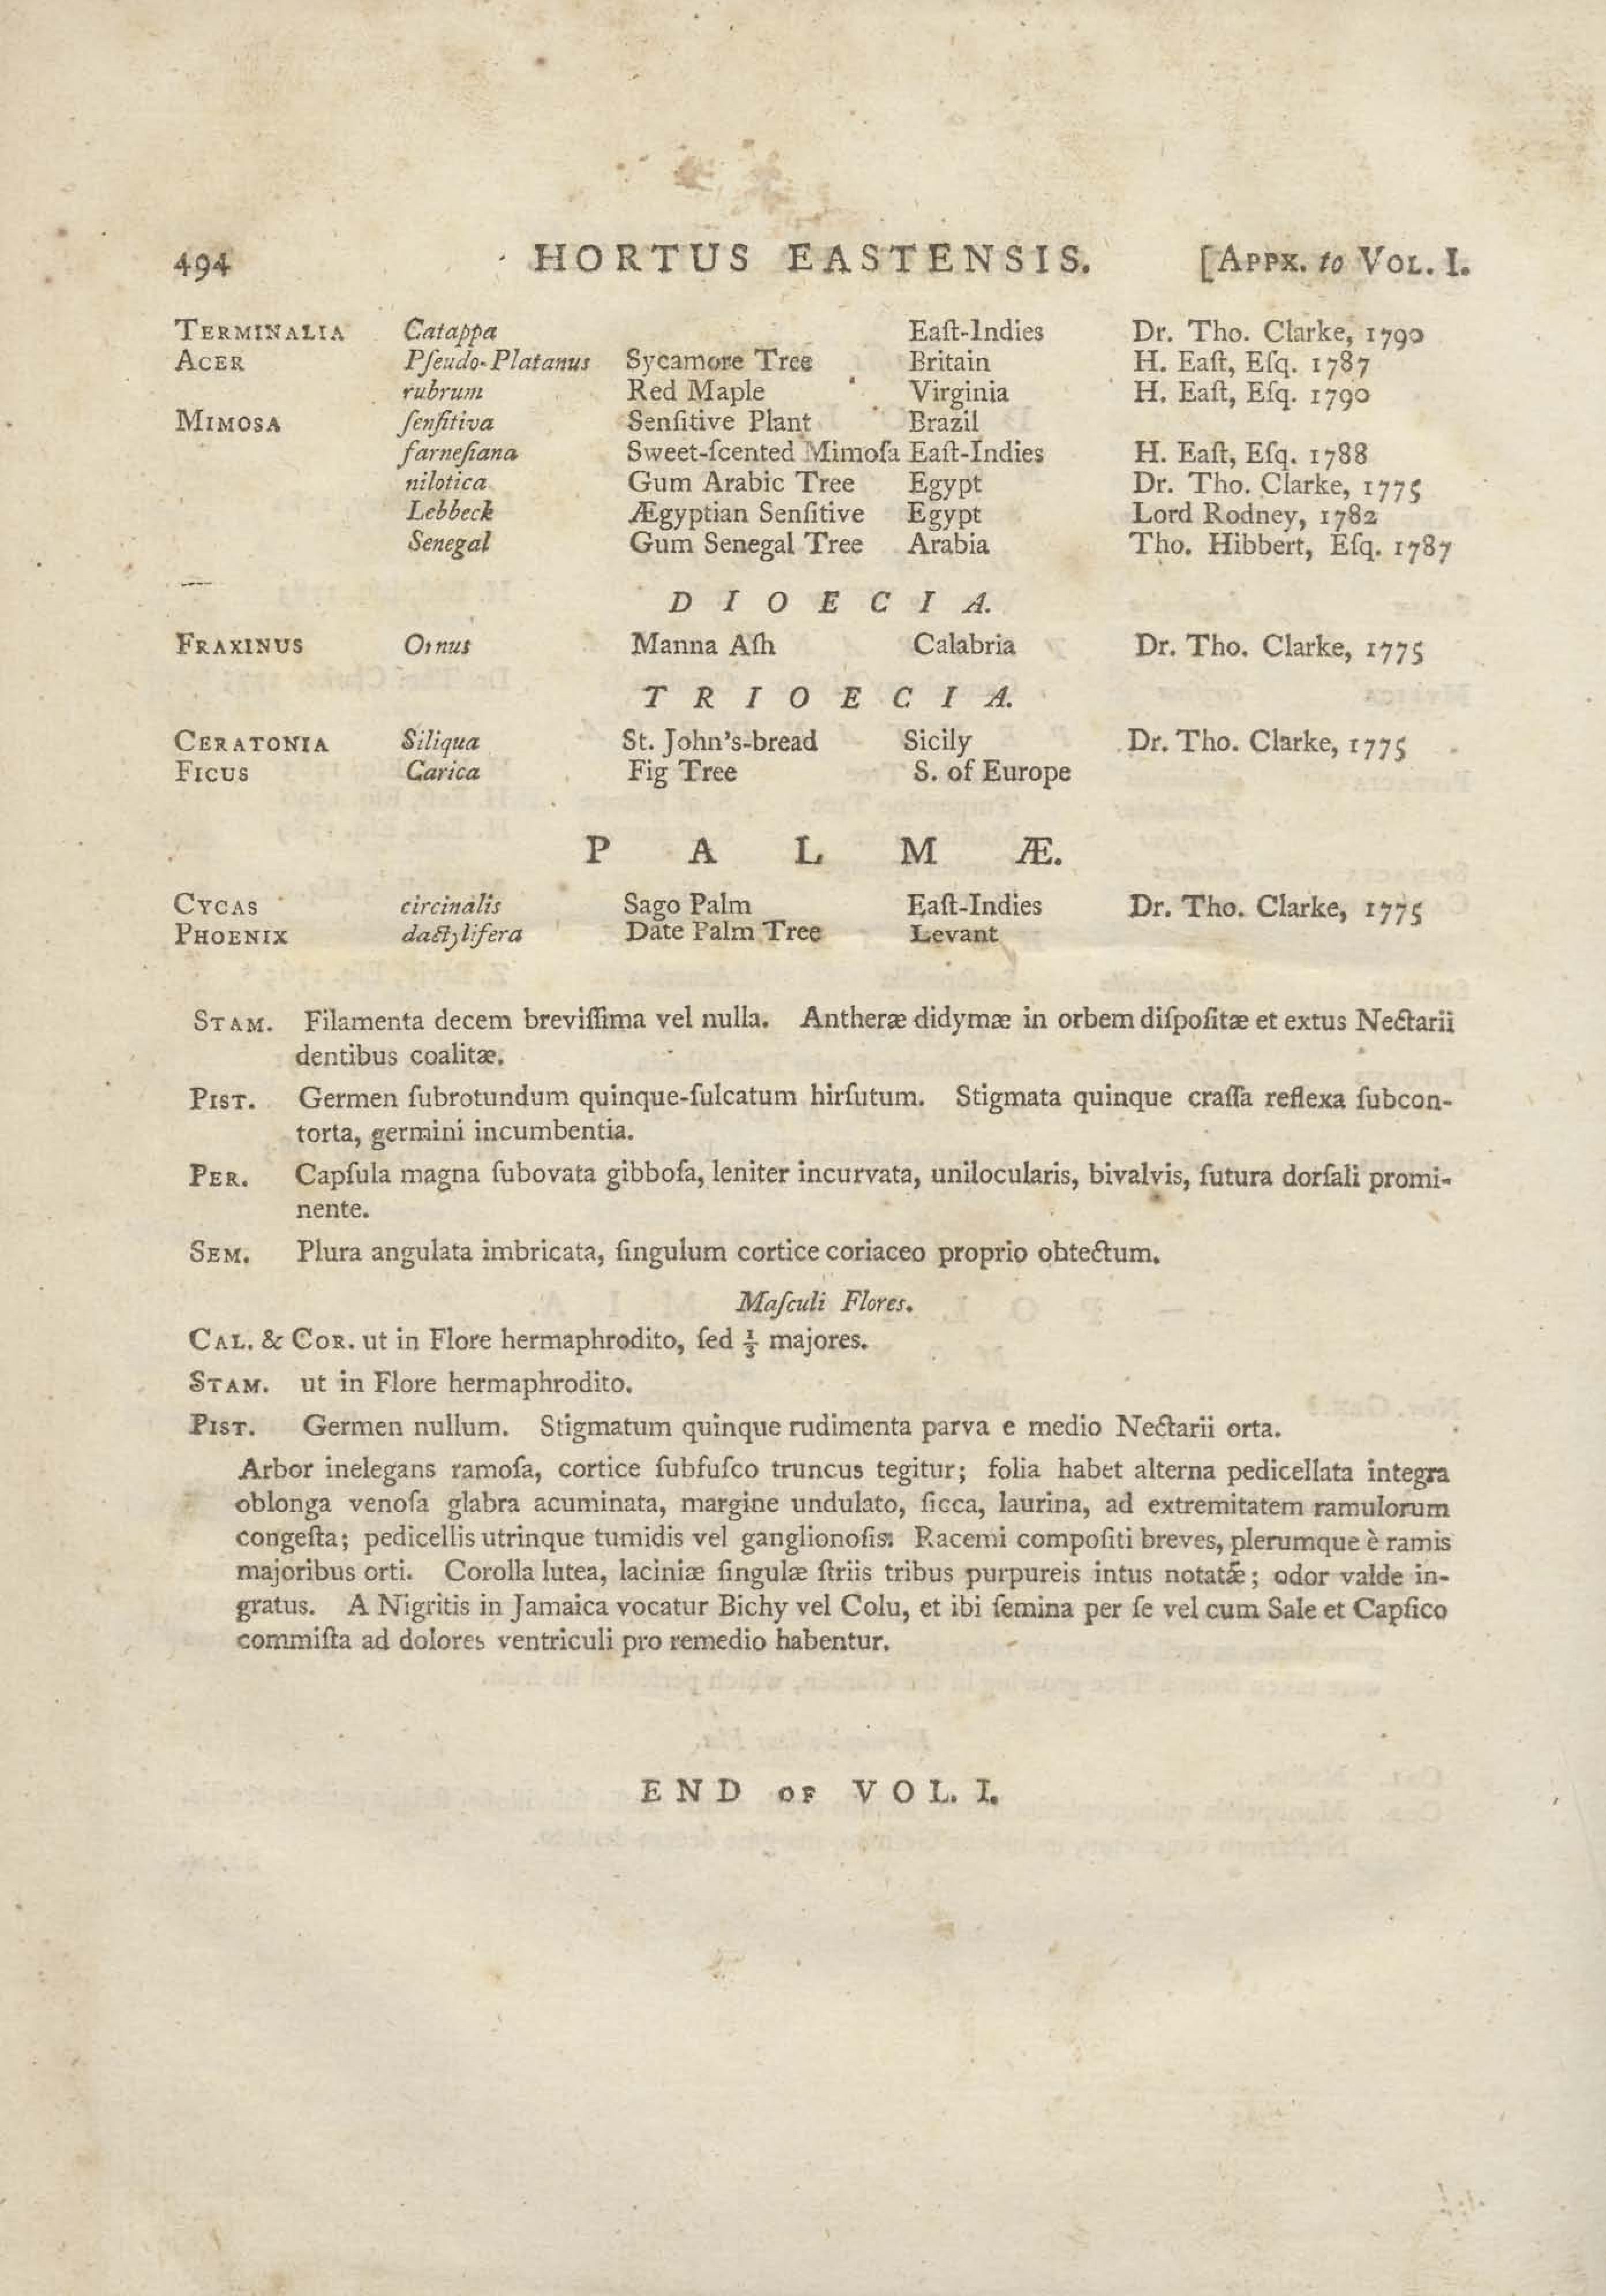 494 HORTUS EASTENSIS. [APPX. to VOL. I.
TERMINALIA Catappa Eaſt-Indies Dr. Tho. Clarke, 1790
ACER Pſeudo-Platanus Sycamore Tree Britain H. Eaſt, Eſq. 1787
rubrum Red Maple Virginia H. Eaſt, Eſq. 1790
MIMOSA ſenſitiva Senſitive Plant Brazil
farneſiana Sweet-ſcented Mimoſa Eaſt-Indies H. Eaſt, Eſq. 1788
nilotica Gum Arabic Tree Egypt Dr. Tho. Clarke, 1775
Lebbeck Ægyptian Senſitive Egypt Lord Rodney, 1782
Senegal Gum Senegal Tree Arabia Tho. Hibbert, Eſq. 1787
DIOECIA.
FRAXINUS Ornus Manna Aſh Calabria Dr. Tho. Clarke, 1775
TRIOECIA.
CERATONIA Siliqua St. John's-bread Sicily Dr. Tho. Clarke, 1775
FICUS Carica Fig Tree S. of Europe
PALMÆ.
CYCAS circinalis Sago Palm Eaſt-Indies Dr. Tho. Clarke, 1775
PHOENIX dactylifera Date Palm Tree Levant
STAM. Filamenta decem breviſſima vel nulla. Antheræ didymæ in orbem diſpoſitæ et extus Nectarii
dentibus coalitæ.
PIST. Germen ſubrotundum quinque-ſulcatum hirſutum. Stigmata quinque craſſa reflexa ſubcon-
torta, germini incumbentia.
PER. Capſula magna ſubovata gibboſa, leniter incurvata, unilocularis, bivalvis, ſutura dorſali promi-
nente.
SEM. Plura angulata imbricata, ſingulum cortice coriaceo proprio obtectum.
Maſculi Flores.
CAL. & COR. ut in Flore hermaphrodito, ſed ⅓ majores.
STAM. ut in Flore hermaphrodito.
PIST. Germen nullum. Stigmatum quinque rudimenta parva e medio Nectarii orta.
Arbor inelegans ramoſa, cortice ſubfuſco truncus tegitur; folia habet alterna pedicellata integra
oblonga venoſa glabra acuminata, margine undulato, ſicca, laurina, ad extremitatem ramulorum
congeſta; pedicellis utrinque tumidis vel ganglionoſis: Racemi compoſiti breves, plerumque è ramis
majoribus orti. Corolla lutea, laciniæ ſingulæ ſtriis tribus purpureis intus notatæ; odor valde in-
gratus. A Nigritis in Jamaica vocatur Bichy vel Colu, et ibi ſemina per ſe vel cum Sale et Capſico
commiſta ad dolores ventriculi pro remedio habentur.
END OF VOL. I.